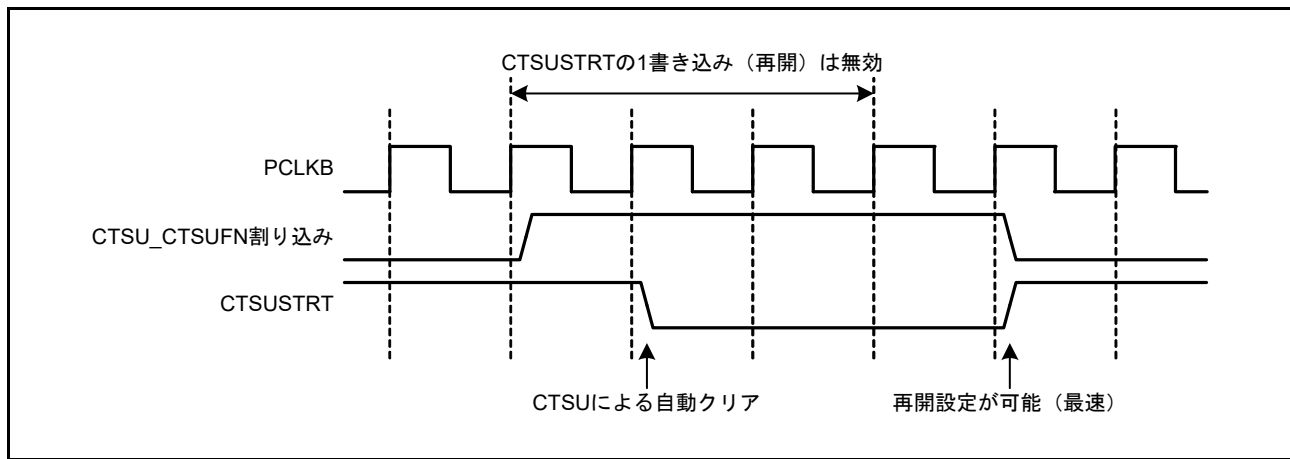 CTSUSTRTの1書き込み（再開）は無効
PCLKB
CTSU_CTSUFN割り込み
CTSUSTRT
CTSUによる自動クリア
再開設定が可能（最速）